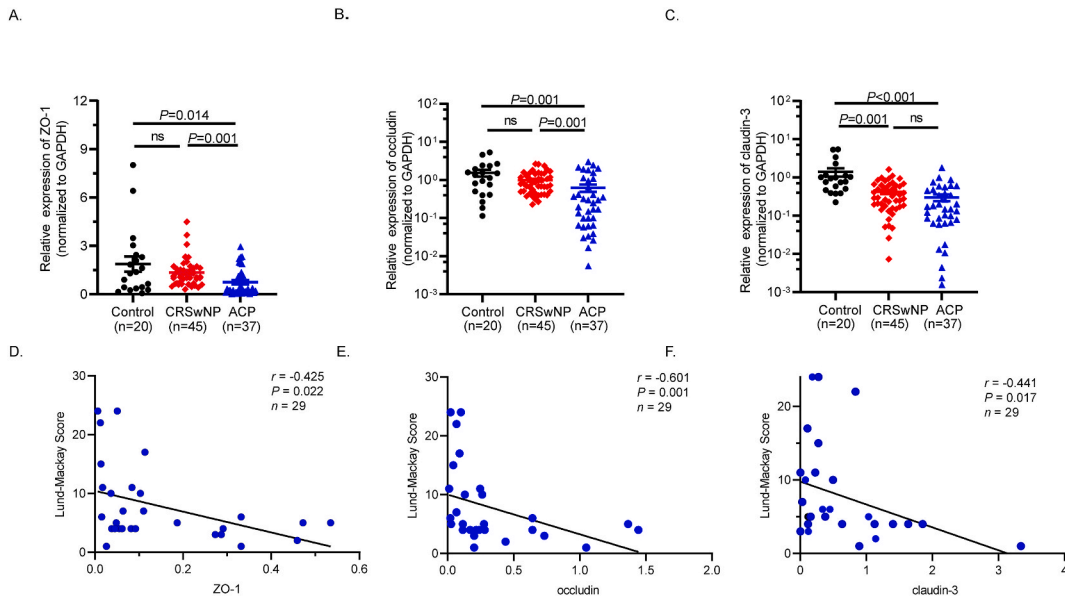 A.
B.
C.
Relative expression of ZO-1
(normalized to GAPDH)
12
9
6
3
0
P=0.014
ns
P=0.001
Control
(n=20)
CRSwNP
(n=45)
ACP
(n=37)
Relative expression of occludin
(normalized to GAPDH)
10²
10¹
10⁰
10⁻¹
10⁻²
10⁻³
P=0.001
ns
P=0.001
Control
(n=20)
CRSwNP
(n=45)
ACP
(n=37)
Relative expression of claudin-3
(normalized to GAPDH)
10²
10¹
10⁰
10⁻¹
10⁻²
10⁻³
P<0.001
P=0.001
ns
Control
(n=20)
CRSwNP
(n=45)
ACP
(n=37)
D.
E.
F.
Lund-Mackay Score
30
20
10
0
r = -0.425
P = 0.022
n = 29
0.0
0.2
0.4
0.6
ZO-1
Lund-Mackay Score
30
20
10
0
r = -0.601
P = 0.001
n = 29
0.0
0.5
1.0
1.5
2.0
occludin
Lund-Mackay Score
20
10
0
r = -0.441
P = 0.017
n = 29
0
1
2
3
4
claudin-3